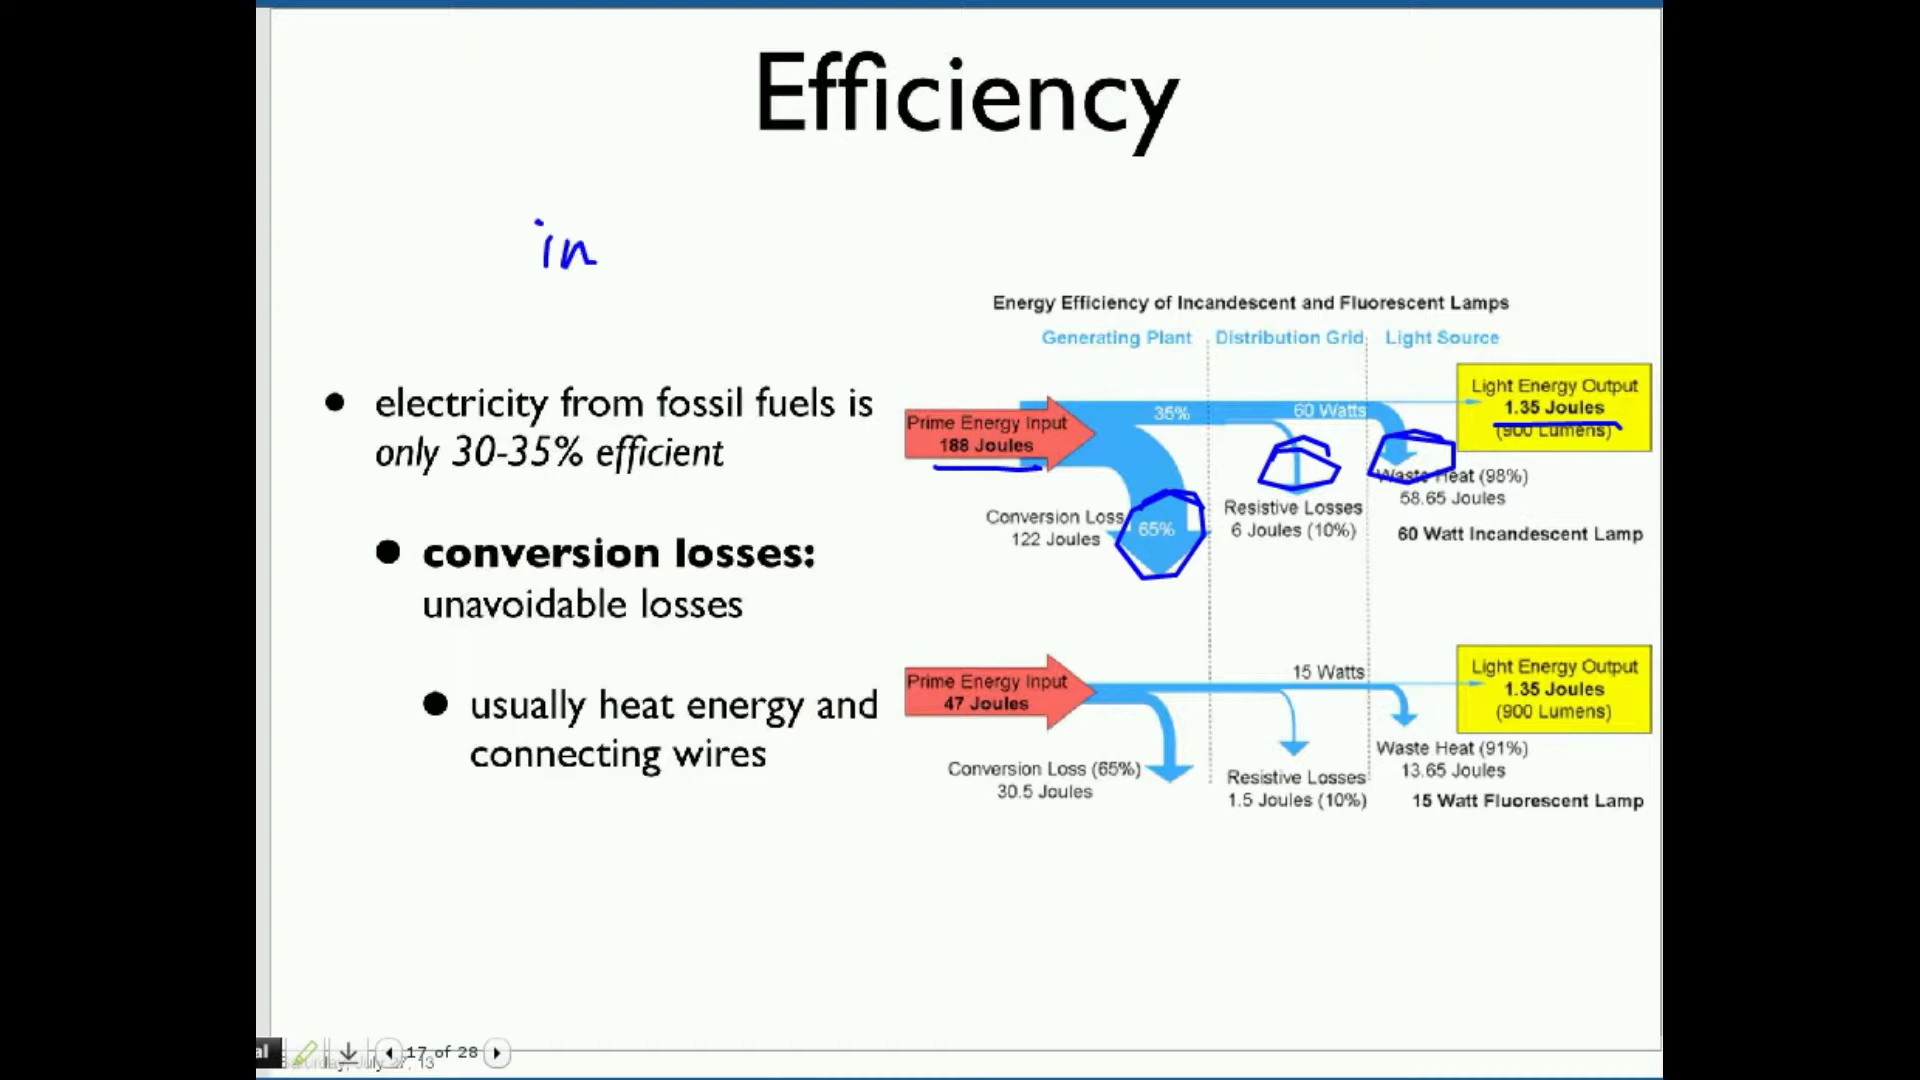 Efficiency
in
Energy Efficiency of Incandescent and Fluorescent Lamps
Generating Plant
Distribution Grid
Light Source
• electricity from fossil fuels is
only 30-35% efficient
• conversion losses:
unavoidable losses
• usually heat energy and
connecting wires
Prime Energy Input
188 Joules
35%
60 Watts
Light Energy Output
1.35 Joules
(900 Lumens)
65%
Conversion Loss
122 Joules
Resistive Losses
6 Joules (10%)
Waste Heat (98%)
58.65 Joules
60 Watt Incandescent Lamp
Prime Energy Input
47 Joules
15 Watts
Light Energy Output
1.35 Joules
(900 Lumens)
Conversion Loss (65%)
30.5 Joules
Resistive Losses
1.5 Joules (10%)
Waste Heat (91%)
13.65 Joules
15 Watt Fluorescent Lamp
al
17 of 28